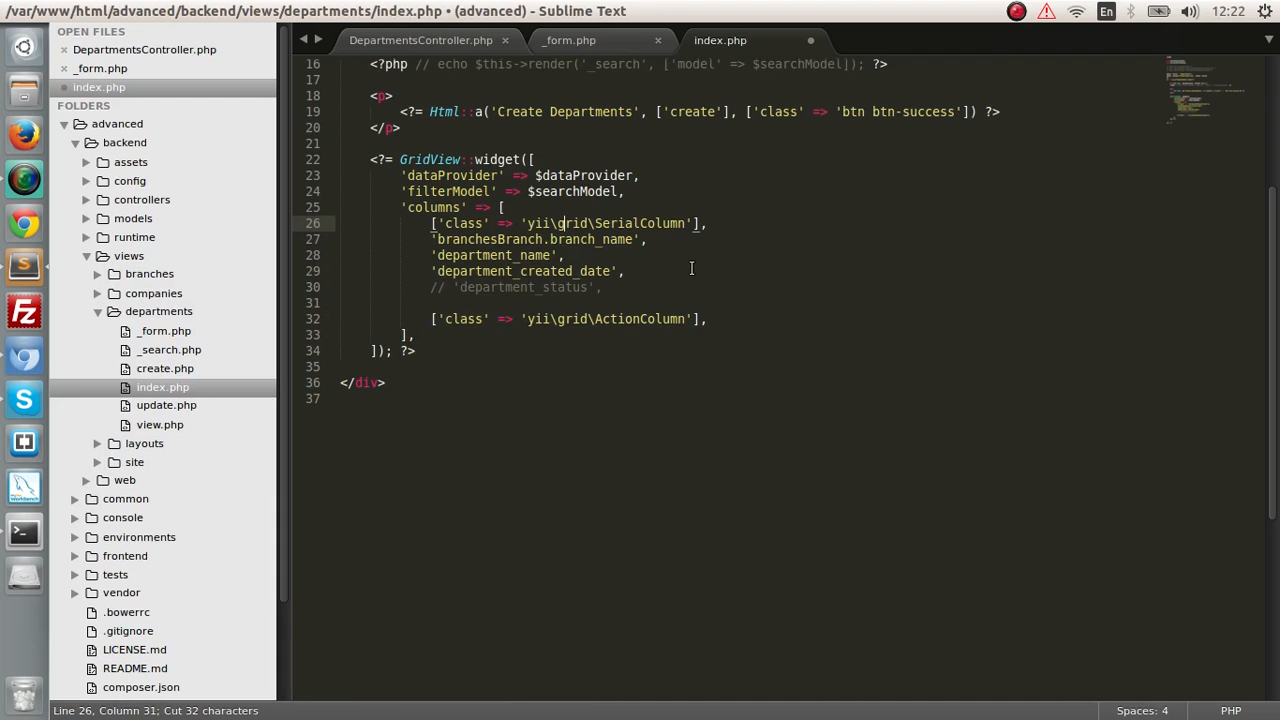 /var/www/html/advanced/backend/views/departments/index.php • (advanced) - Sublime Text
En
12:22
OPEN FILES
DepartmentsController.php
_form.php
index.php
FOLDERS
advanced
backend
assets
config
controllers
models
runtime
views
branches
companies
departments
_form.php
_search.php
create.php
index.php
update.php
view.php
layouts
site
web
common
console
environments
frontend
tests
vendor
.bowerrc
.gitignore
LICENSE.md
README.md
composer.json
DepartmentsController.php
_form.php
index.php
16 <?php // echo $this->render('_search', ['model' => $searchModel]); ?>
17
18 <p>
19 <?= Html::a('Create Departments', ['create'], ['class' => 'btn btn-success']) ?>
20 </p>
21
22 <?= GridView::widget([
23 'dataProvider' => $dataProvider,
24 'filterModel' => $searchModel,
25 'columns' => [
26 ['class' => 'yii\grid\SerialColumn'],
27 'branchesBranch.branch_name',
28 'department_name',
29 'department_created_date',
30 // 'department_status',
31
32 ['class' => 'yii\grid\ActionColumn'],
33 ],
34 ]); ?>
35
36 </div>
37
Line 26, Column 31; Cut 32 characters
Spaces: 4
PHP